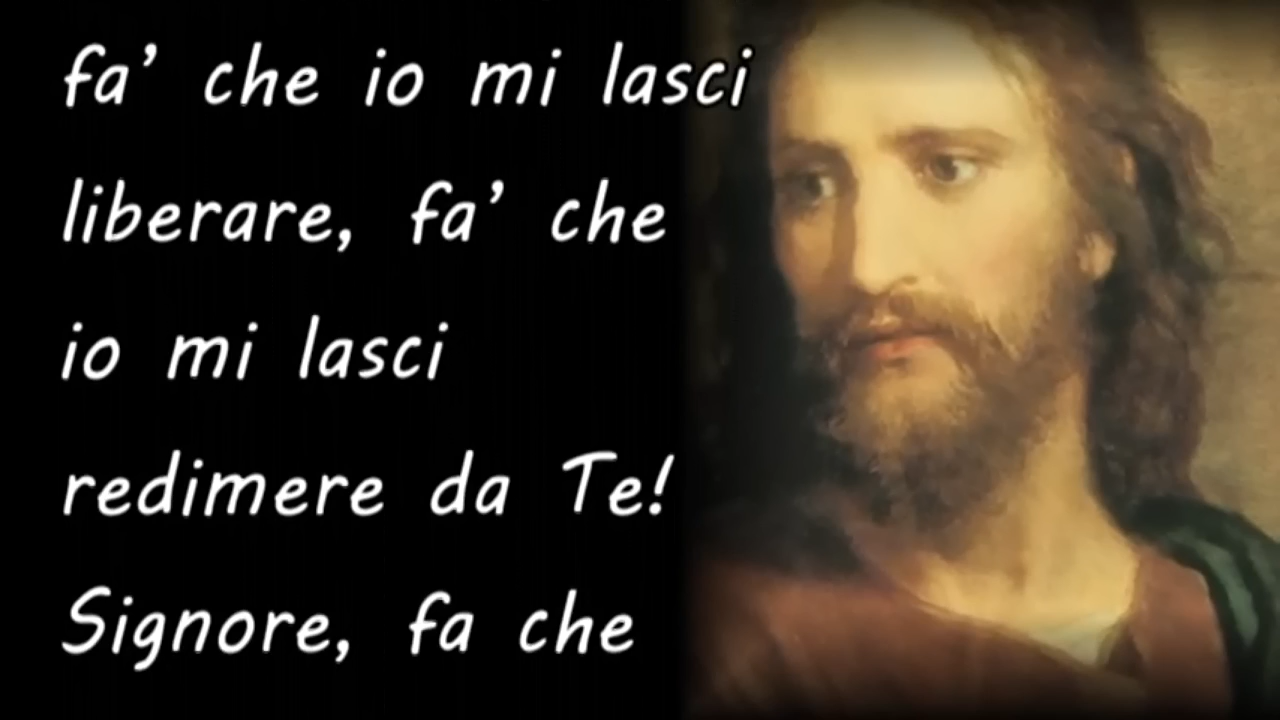 fa’ che io mi lasci
liberare, fa’ che
io mi lasci
redimere da Te!
Signore, fa che